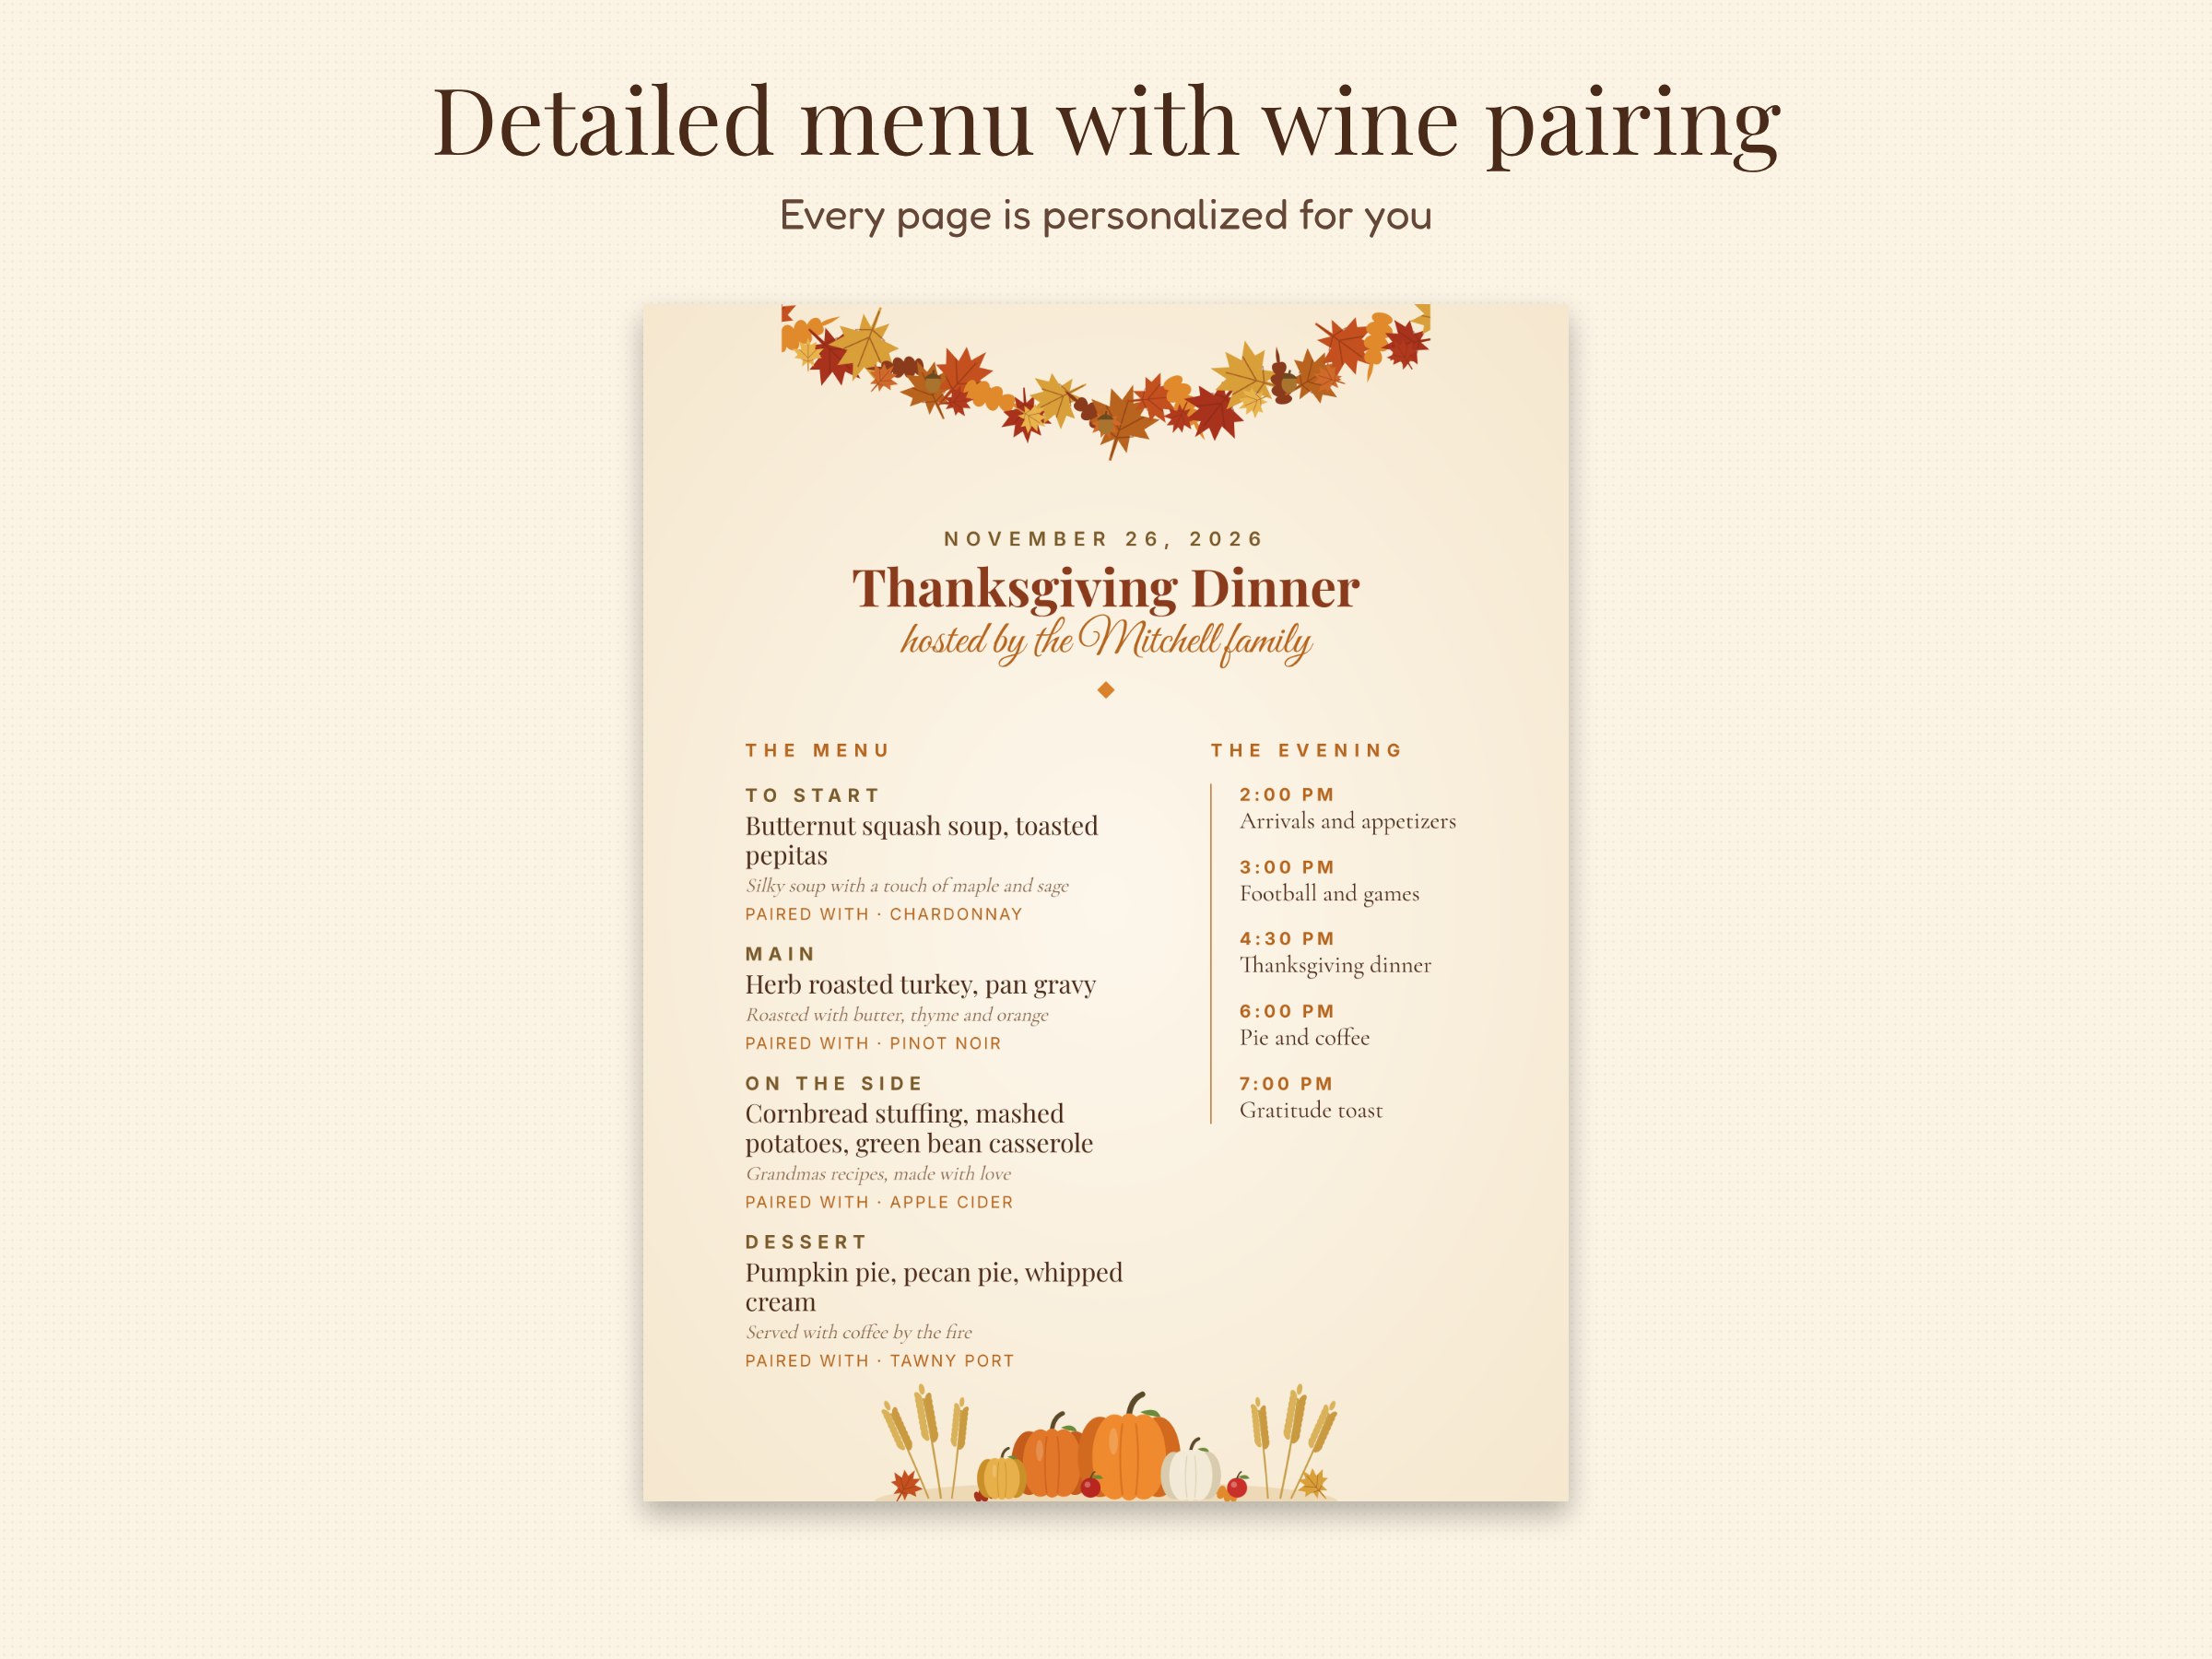 Detailed menu with wine pairing
Every page is personalized for you
NOVEMBER 26, 2026
Thanksgiving Dinner
hosted by the Mitchell family
THE MENU
TO START
Butternut squash soup, toasted
pepitas
Silky soup with a touch of maple and sage
PAIRED WITH · CHARDONNAY
MAIN
Herb roasted turkey, pan gravy
Roasted with butter, thyme and orange
PAIRED WITH · PINOT NOIR
ON THE SIDE
Cornbread stuffing, mashed
potatoes, green bean casserole
Grandmas recipes, made with love
PAIRED WITH · APPLE CIDER
DESSERT
Pumpkin pie, pecan pie, whipped
cream
Served with coffee by the fire
PAIRED WITH · TAWNY PORT
THE EVENING
2:00 PM
Arrivals and appetizers
3:00 PM
Football and games
4:30 PM
Thanksgiving dinner
6:00 PM
Pie and coffee
7:00 PM
Gratitude toast